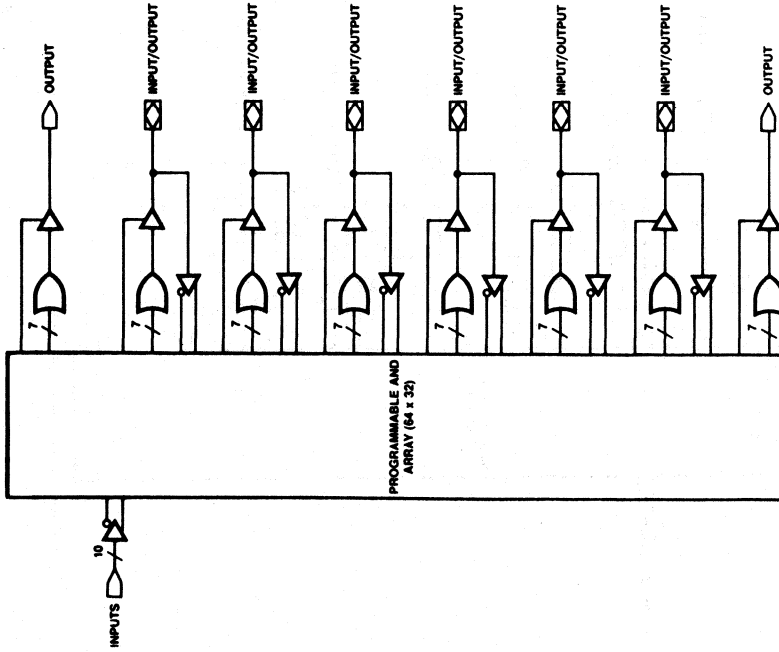 OUTPUT
INPUT/OUTPUT
INPUT/OUTPUT
INPUT/OUTPUT
INPUT/OUTPUT
INPUT/OUTPUT
INPUT/OUTPUT
OUTPUT
7
7
7
7
7
7
7
7
PROGRAMMABLE AND
ARRAY (64 x 32)
10
INPUTS